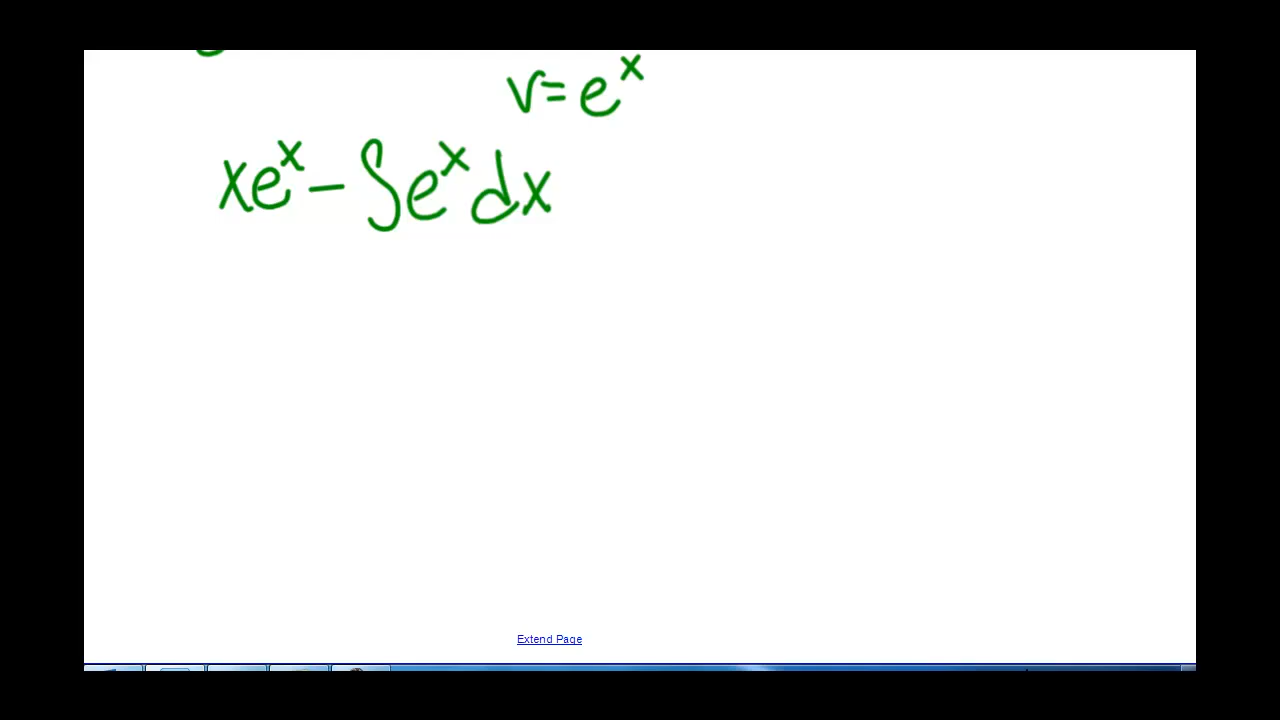 v=e^x
xe^x - ∫e^x dx
Extend Page